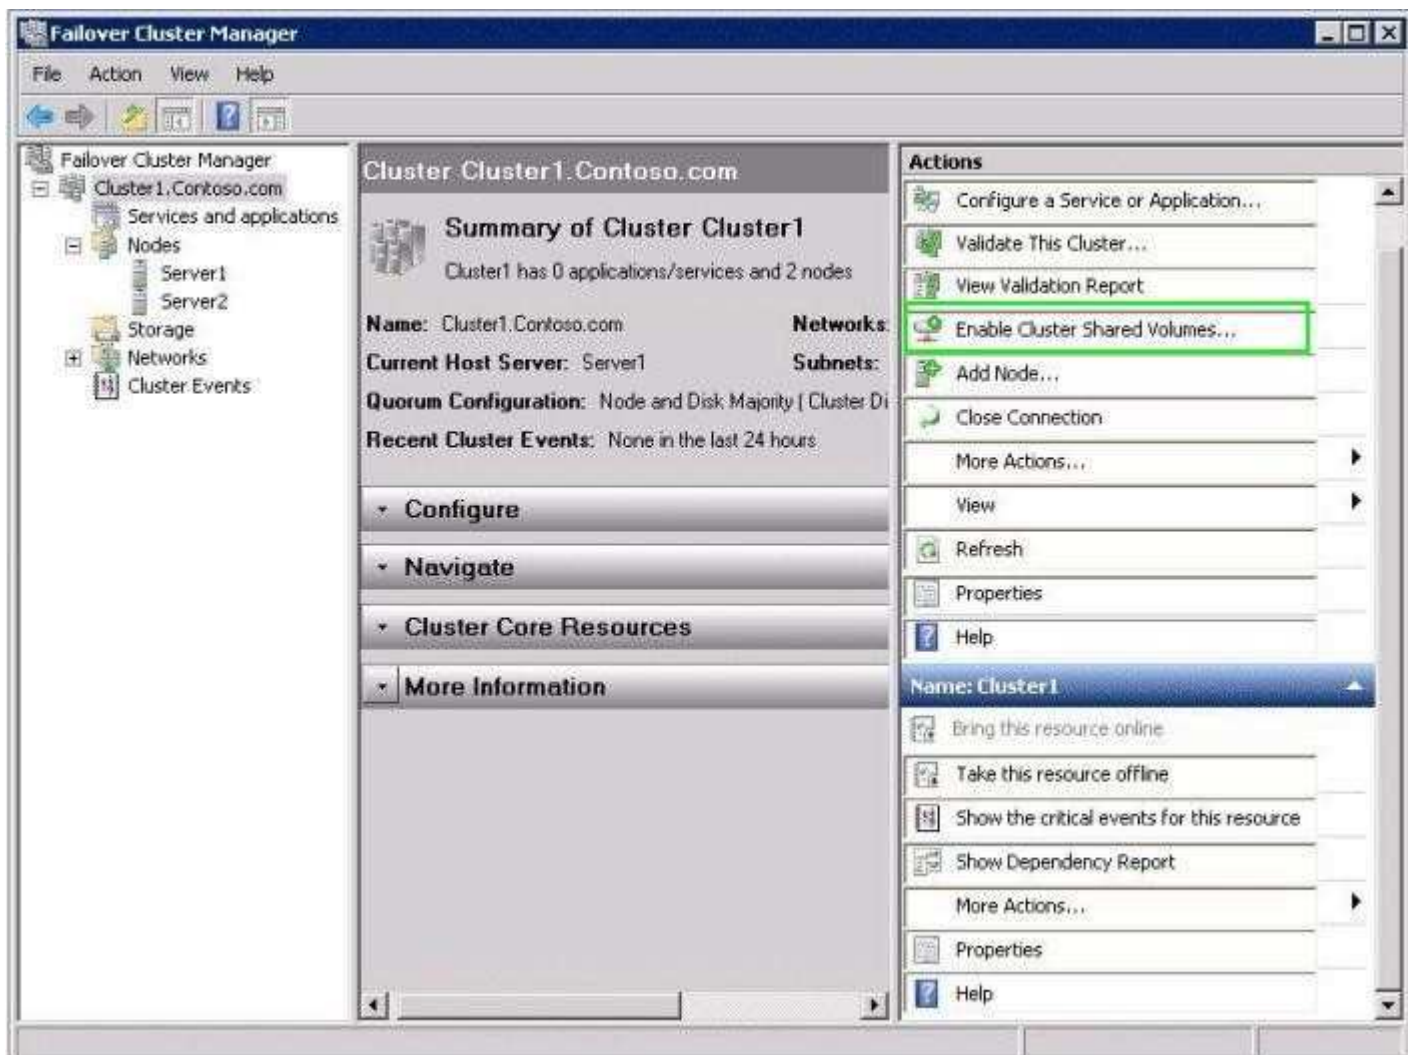 Failover Cluster Manager
File Action View Help
Failover Cluster Manager
Cluster1.Contoso.com
Services and applications
Nodes
Server1
Server2
Storage
Networks
Cluster Events
Cluster Cluster1.Contoso.com
Summary of Cluster Cluster1
Cluster1 has 0 applications/services and 2 nodes
Name: Cluster1.Contoso.com Networks:
Current Host Server: Server1 Subnets:
Quorum Configuration: Node and Disk Majority ( Cluster Di
Recent Cluster Events: None in the last 24 hours
Configure
Navigate
Cluster Core Resources
More Information
Actions
Configure a Service or Application...
Validate This Cluster...
View Validation Report
Enable Cluster Shared Volumes...
Add Node...
Close Connection
More Actions...
View
Refresh
Properties
Help
Name: Cluster1
Bring this resource online
Take this resource offline
Show the critical events for this resource
Show Dependency Report
More Actions...
Properties
Help